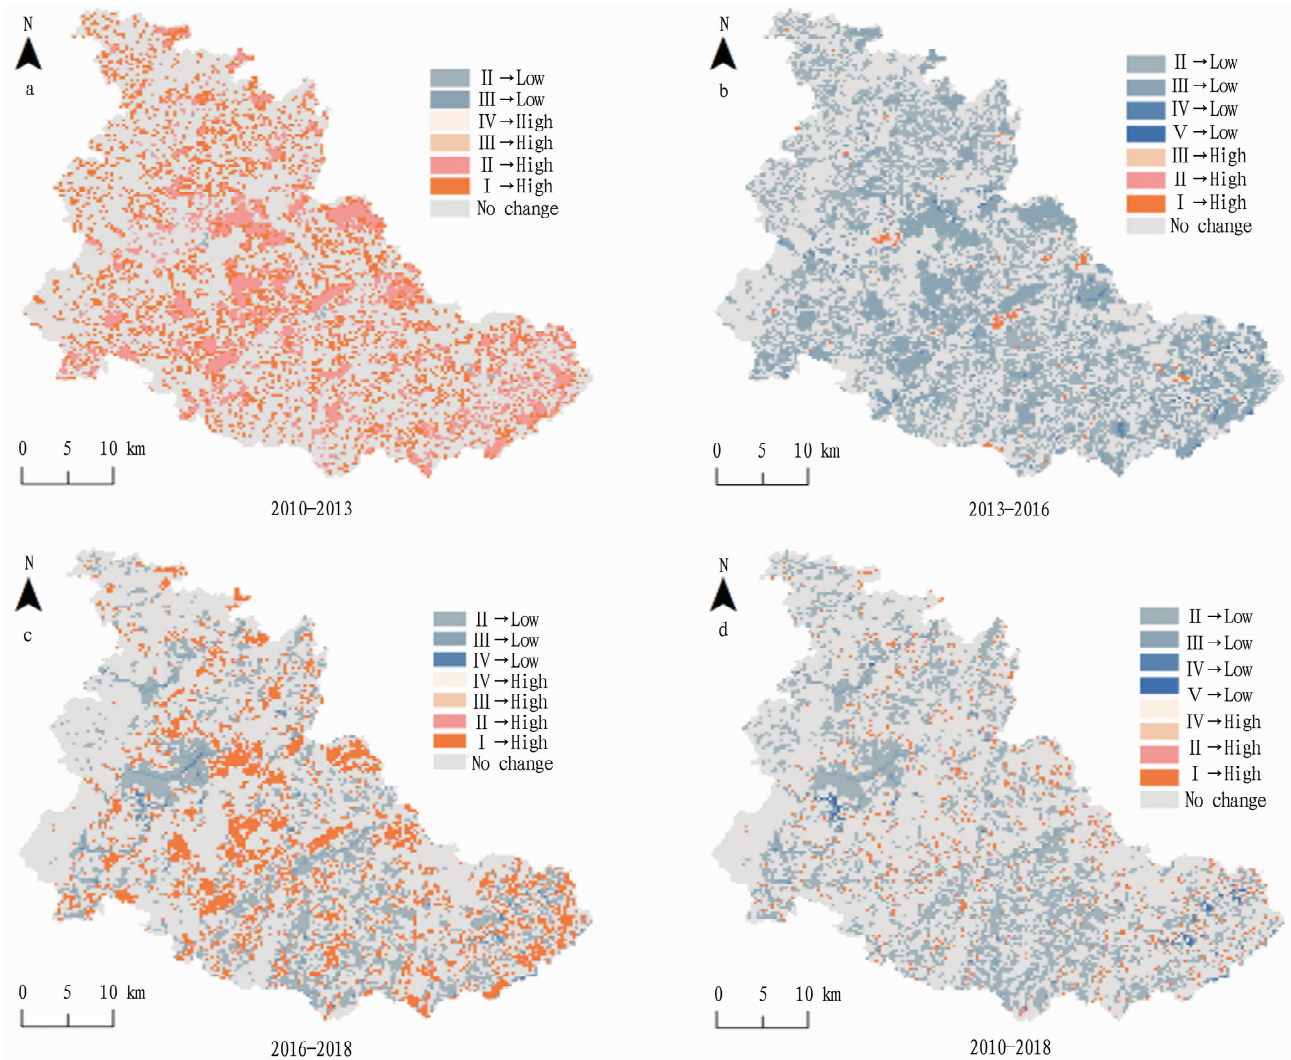 N
a
II→Low
III→Low
IV→High
III→High
II→High
I→High
No change
0 5 10 km
2010—2013
N
b
II→Low
III→Low
IV→Low
V→Low
III→High
II→High
I→High
No change
0 5 10 km
2013—2016
N
c
II→Low
III→Low
IV→Low
IV→High
III→High
II→High
I→High
No change
0 5 10 km
2016—2018
N
d
II→Low
III→Low
IV→Low
V→Low
IV→High
II→High
I→High
No change
0 5 10 km
2010—2018